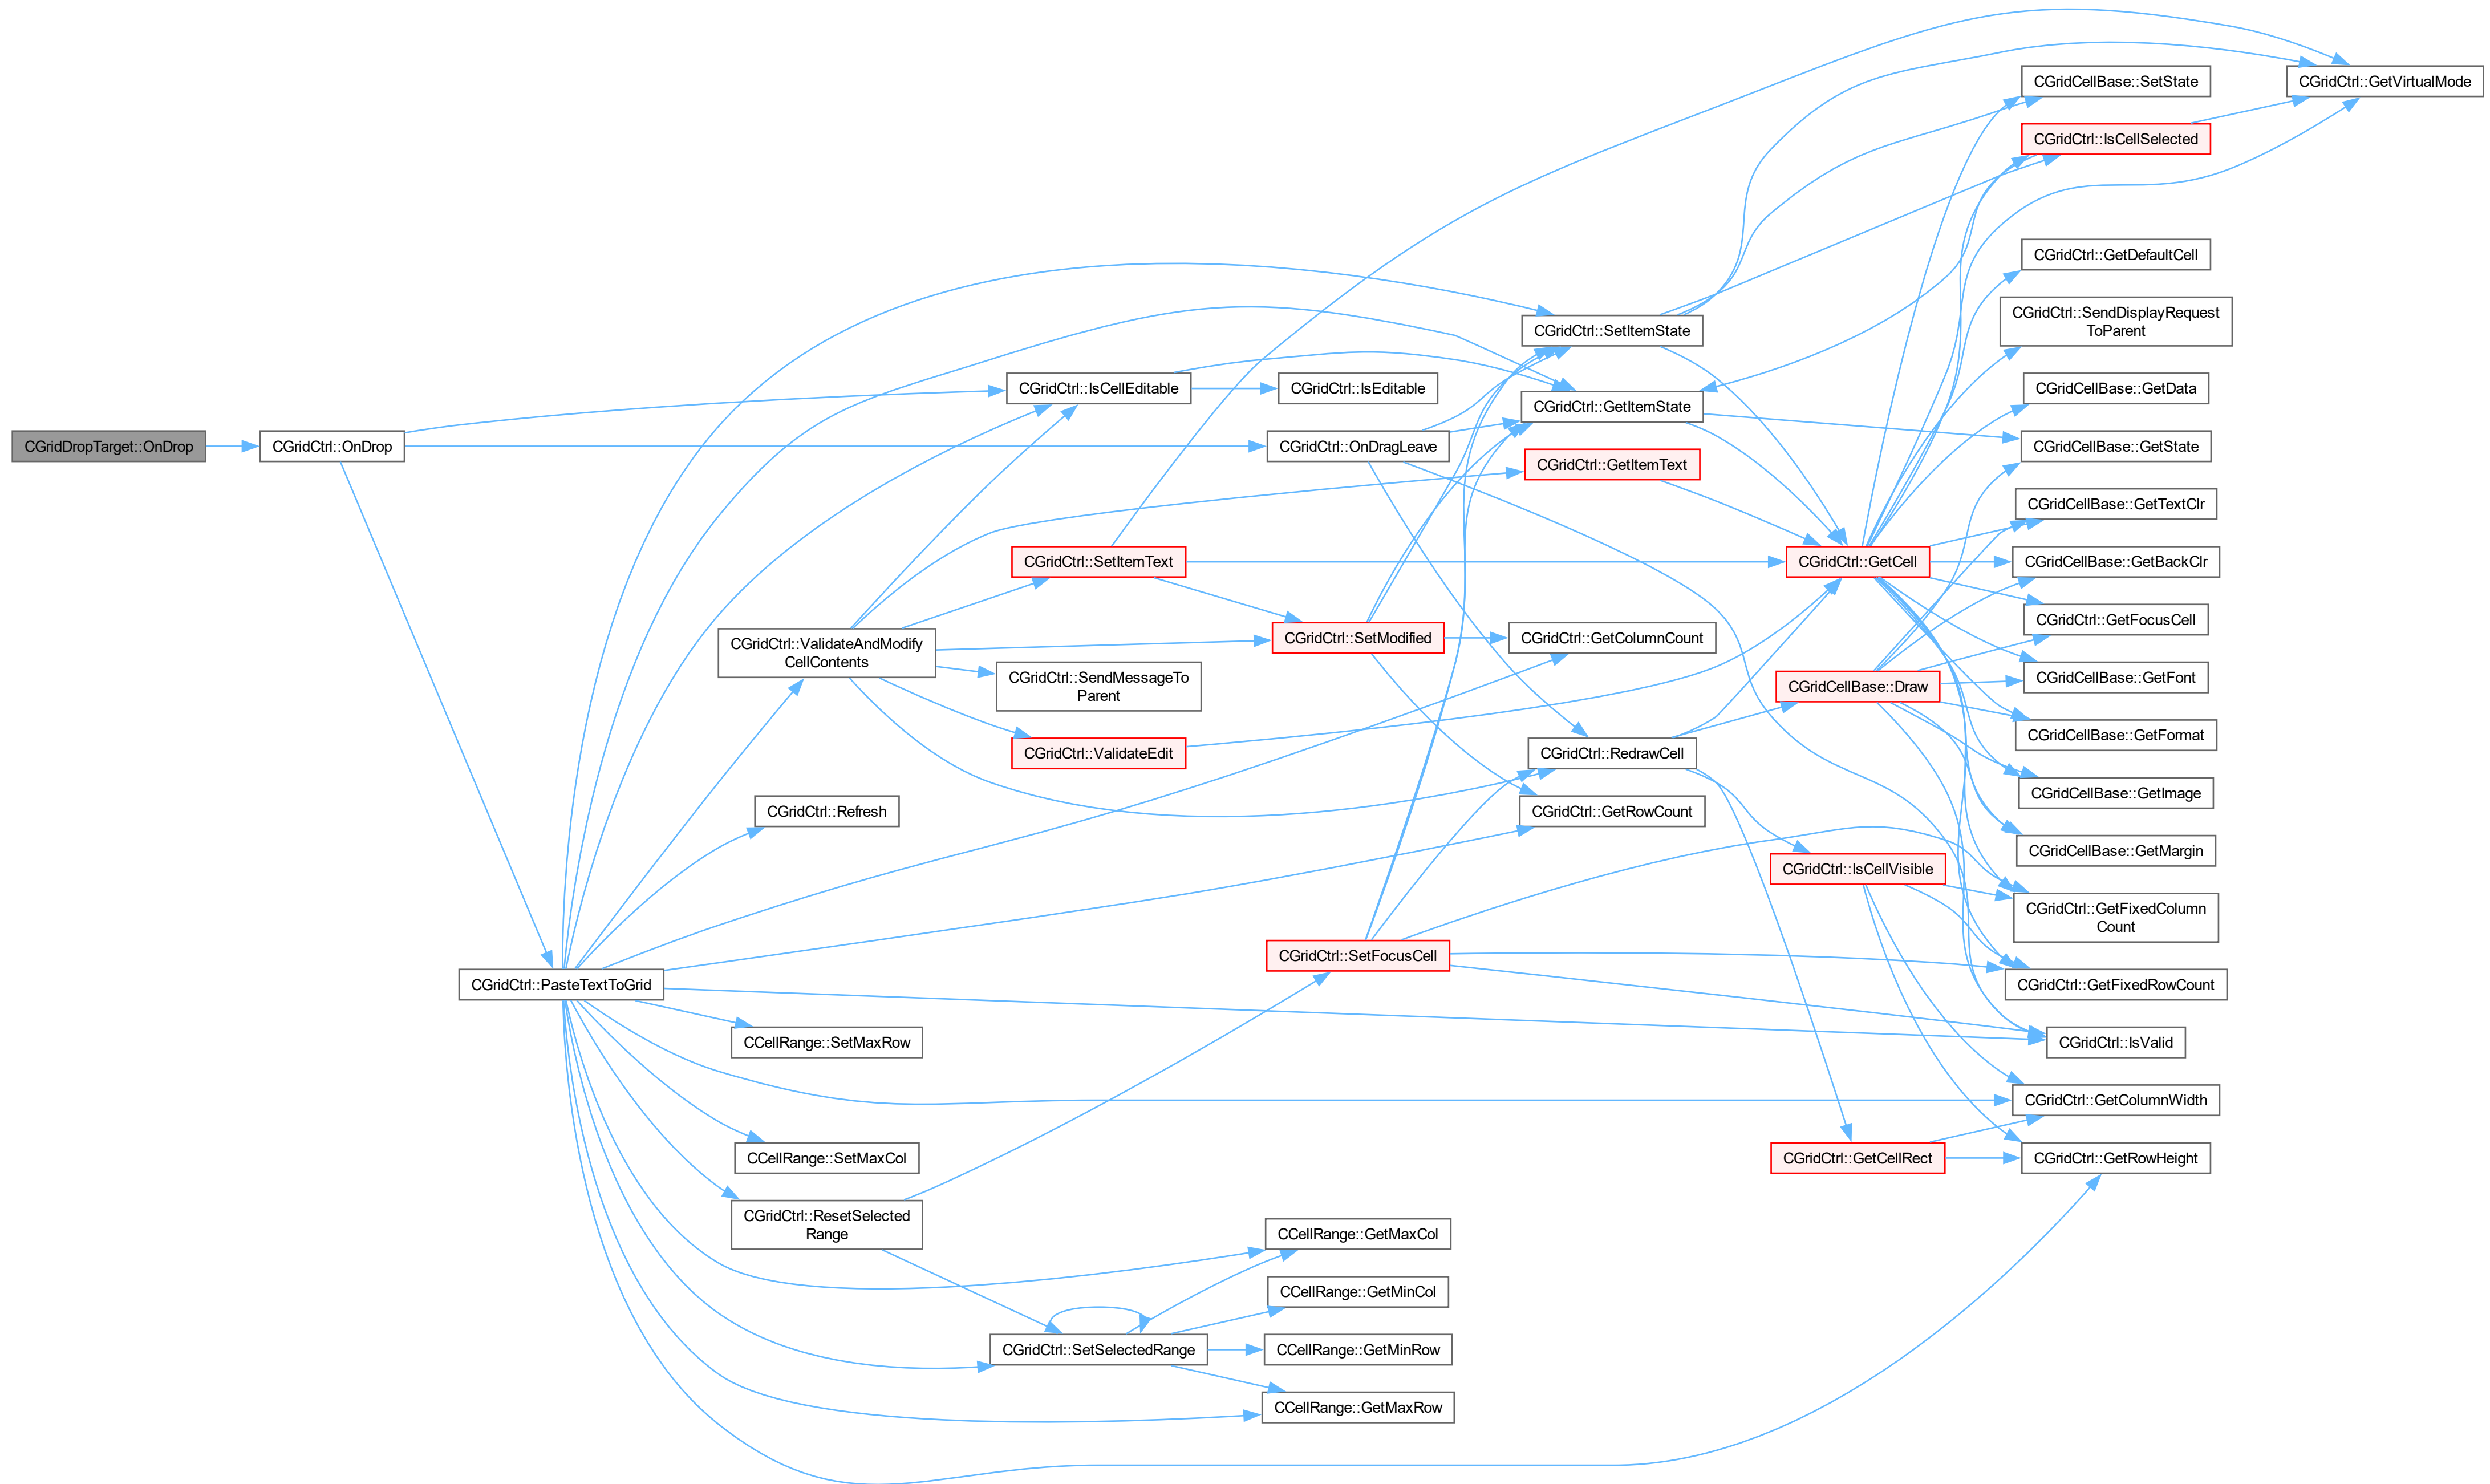 CGridDropTarget::OnDrop
CGridCtrl::OnDrop
CGridCtrl::PasteTextToGrid
CGridCtrl::ValidateAndModify
CellContents
CGridCtrl::Refresh
CCellRange::SetMaxRow
CCellRange::SetMaxCol
CGridCtrl::ResetSelected
Range
CGridCtrl::IsCellEditable
CGridCtrl::SetItemText
CGridCtrl::SendMessageTo
Parent
CGridCtrl::ValidateEdit
CGridCtrl::SetSelectedRange
CGridCtrl::IsEditable
CGridCtrl::OnDragLeave
CGridCtrl::SetModified
CGridCtrl::SetFocusCell
CCellRange::GetMaxCol
CCellRange::GetMinCol
CCellRange::GetMinRow
CCellRange::GetMaxRow
CGridCtrl::SetItemState
CGridCtrl::GetItemState
CGridCtrl::GetItemText
CGridCtrl::GetColumnCount
CGridCtrl::RedrawCell
CGridCtrl::GetRowCount
CGridCtrl::GetCell
CGridCellBase::Draw
CGridCtrl::IsCellVisible
CGridCtrl::GetCellRect
CGridCellBase::SetState
CGridCtrl::IsCellSelected
CGridCtrl::GetDefaultCell
CGridCtrl::SendDisplayRequest
ToParent
CGridCellBase::GetData
CGridCellBase::GetState
CGridCellBase::GetTextClr
CGridCellBase::GetBackClr
CGridCtrl::GetFocusCell
CGridCellBase::GetFont
CGridCellBase::GetFormat
CGridCellBase::GetImage
CGridCellBase::GetMargin
CGridCtrl::GetFixedColumn
Count
CGridCtrl::GetFixedRowCount
CGridCtrl::IsValid
CGridCtrl::GetColumnWidth
CGridCtrl::GetRowHeight
CGridCtrl::GetVirtualMode